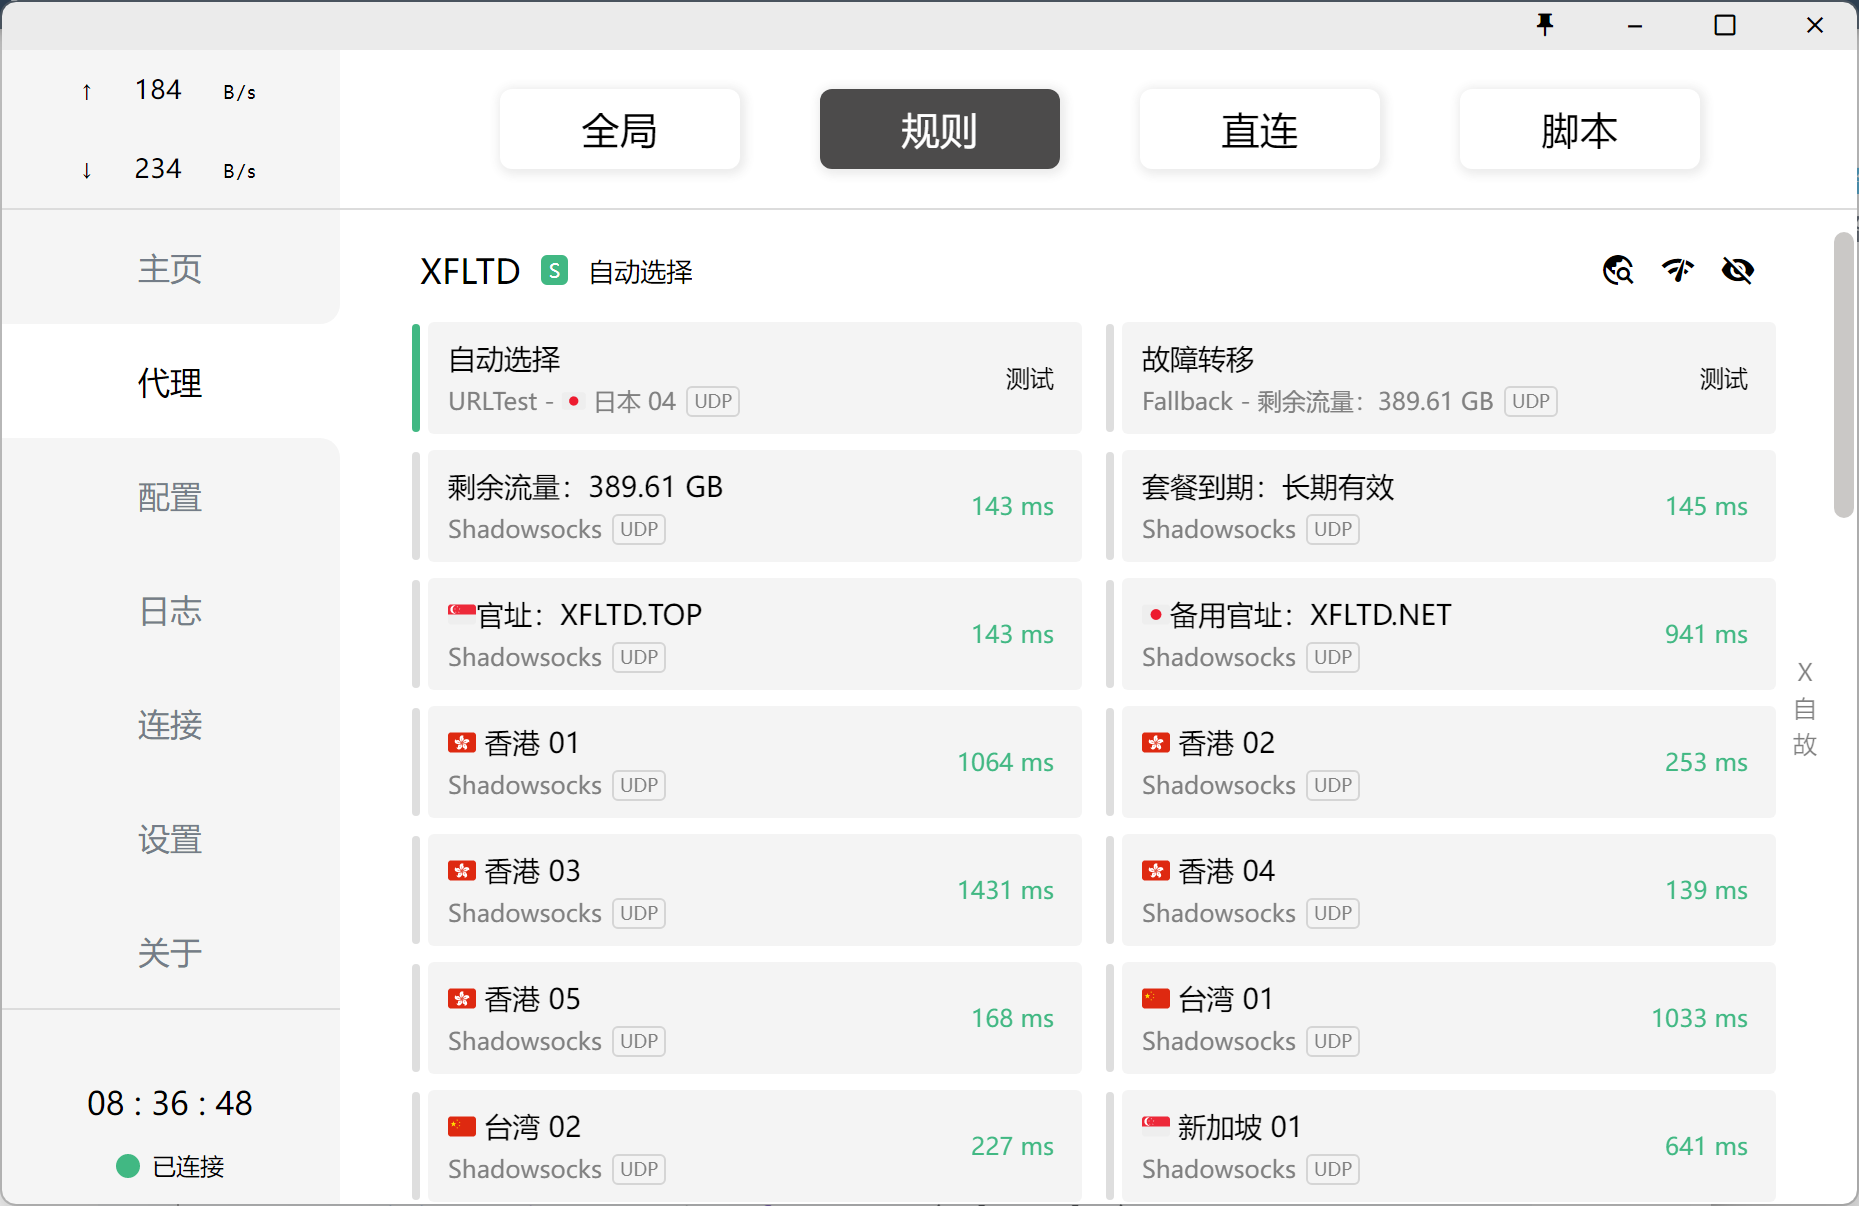 ↑ 184 B/s
↓ 234 B/s
全局
规则
直连
脚本
主页
代理
配置
日志
连接
设置
关于
08 : 36 : 48
已连接
XFLTD S 自动选择
自动选择
URLTest - 日本 04 UDP
测试
故障转移
Fallback - 剩余流量：389.61 GB UDP
测试
剩余流量：389.61 GB
Shadowsocks UDP
143 ms
套餐到期：长期有效
Shadowsocks UDP
145 ms
官址：XFLTD.TOP
Shadowsocks UDP
143 ms
备用官址：XFLTD.NET
Shadowsocks UDP
941 ms
香港 01
Shadowsocks UDP
1064 ms
香港 02
Shadowsocks UDP
253 ms
香港 03
Shadowsocks UDP
1431 ms
香港 04
Shadowsocks UDP
139 ms
香港 05
Shadowsocks UDP
168 ms
台湾 01
Shadowsocks UDP
1033 ms
台湾 02
Shadowsocks UDP
227 ms
新加坡 01
Shadowsocks UDP
641 ms
X
自
故